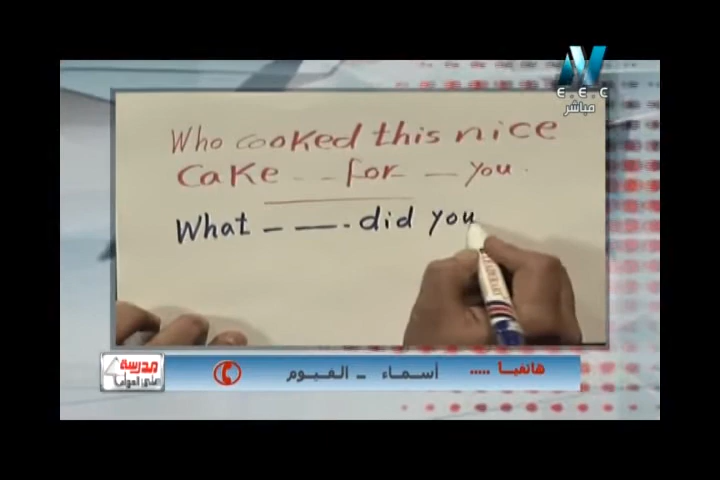 E.E.C
مباشر
Who cooked this nice
cake -- for - you.
What - -. did you
هاتفيا .....
أسماء - الفيوم
مدرسة
على الهواء